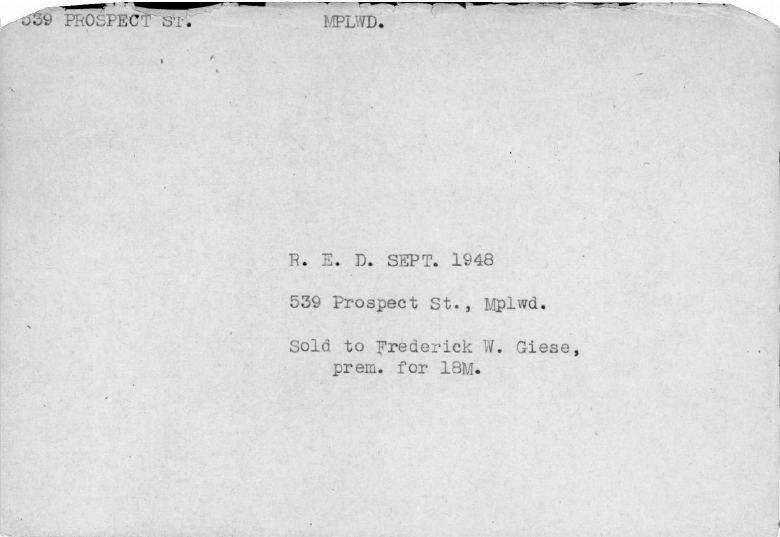 539 PROSPECT ST. MPLWD.
R. E. D. SEPT. 1948
539 Prospect St., Mplwd.
Sold to Frederick W. Giese,
prem. for 18M.